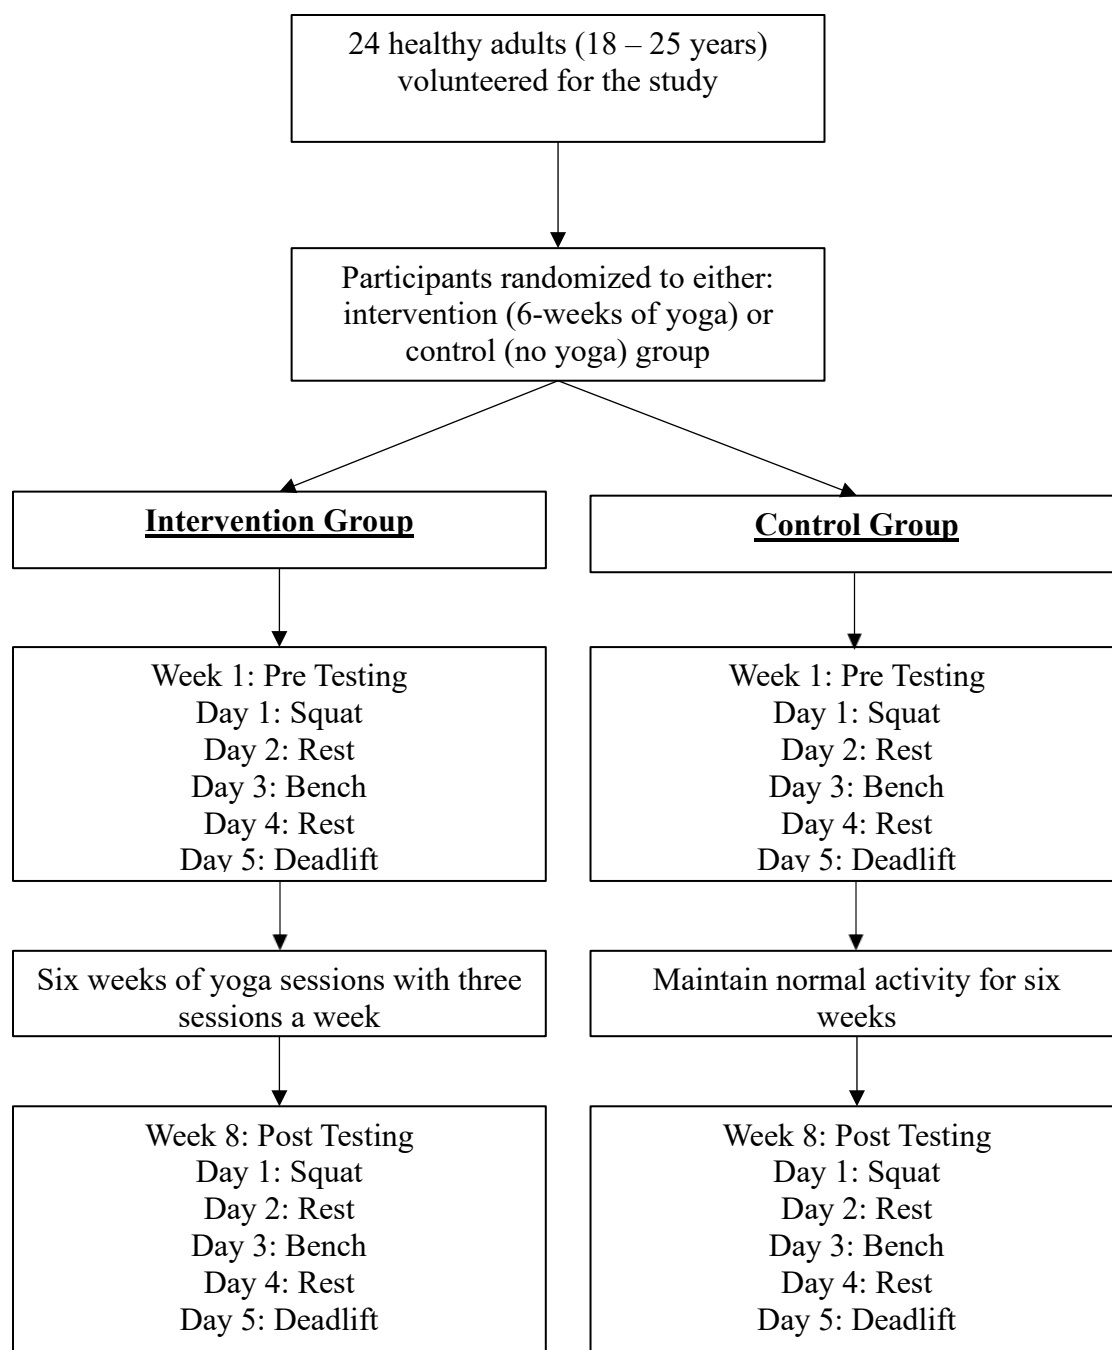 24 healthy adults (18 – 25 years)
volunteered for the study
Participants randomized to either:
intervention (6-weeks of yoga) or
control (no yoga) group
Intervention Group
Control Group
Week 1: Pre Testing
Day 1: Squat
Day 2: Rest
Day 3: Bench
Day 4: Rest
Day 5: Deadlift
Week 1: Pre Testing
Day 1: Squat
Day 2: Rest
Day 3: Bench
Day 4: Rest
Day 5: Deadlift
Six weeks of yoga sessions with three
sessions a week
Maintain normal activity for six
weeks
Week 8: Post Testing
Day 1: Squat
Day 2: Rest
Day 3: Bench
Day 4: Rest
Day 5: Deadlift
Week 8: Post Testing
Day 1: Squat
Day 2: Rest
Day 3: Bench
Day 4: Rest
Day 5: Deadlift